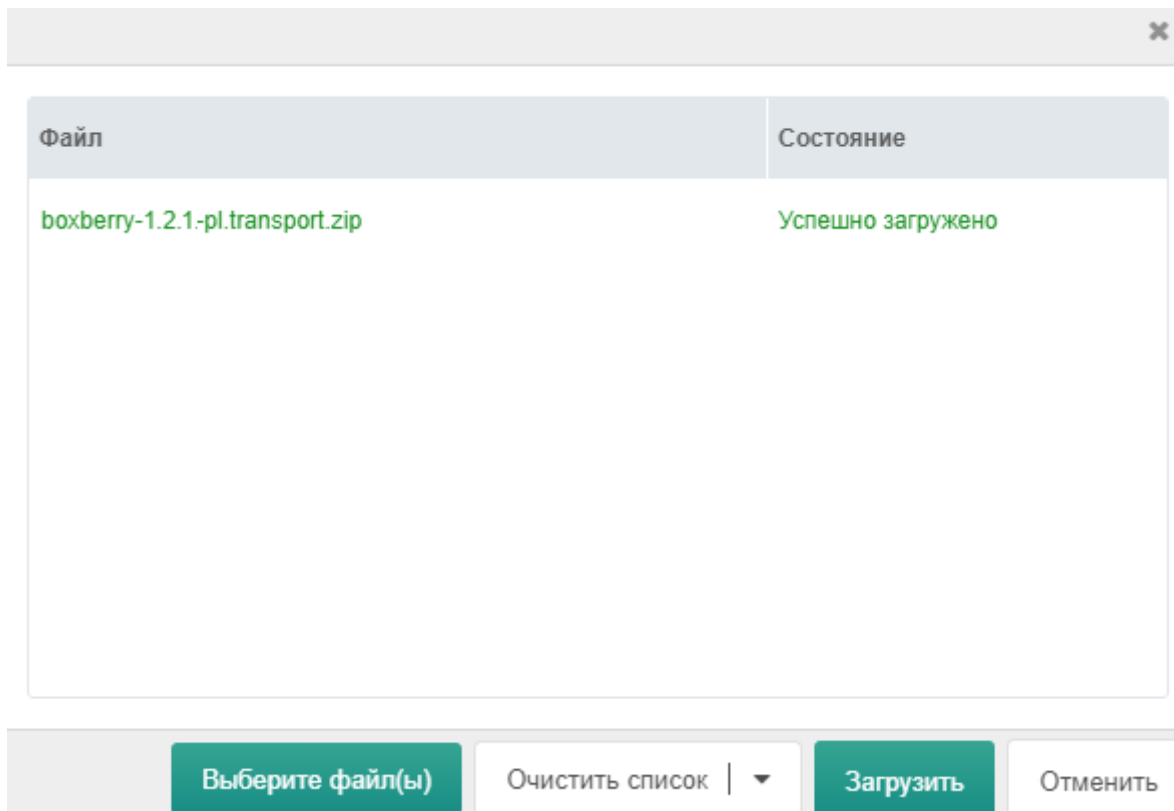 Файл Состояние
boxberry-1.2.1.-pl.transport.zip Успешно загружено
Выберите файл(ы) Очистить список Загрузить Отменить